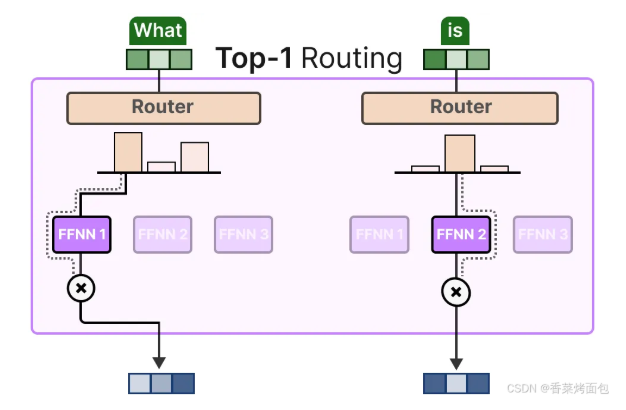 What
is
Top-1 Routing
Router
Router
FFNN 1
FFNN 2
FFNN 3
FFNN 1
FFNN 2
FFNN 3
CSDN @香菜烤面包